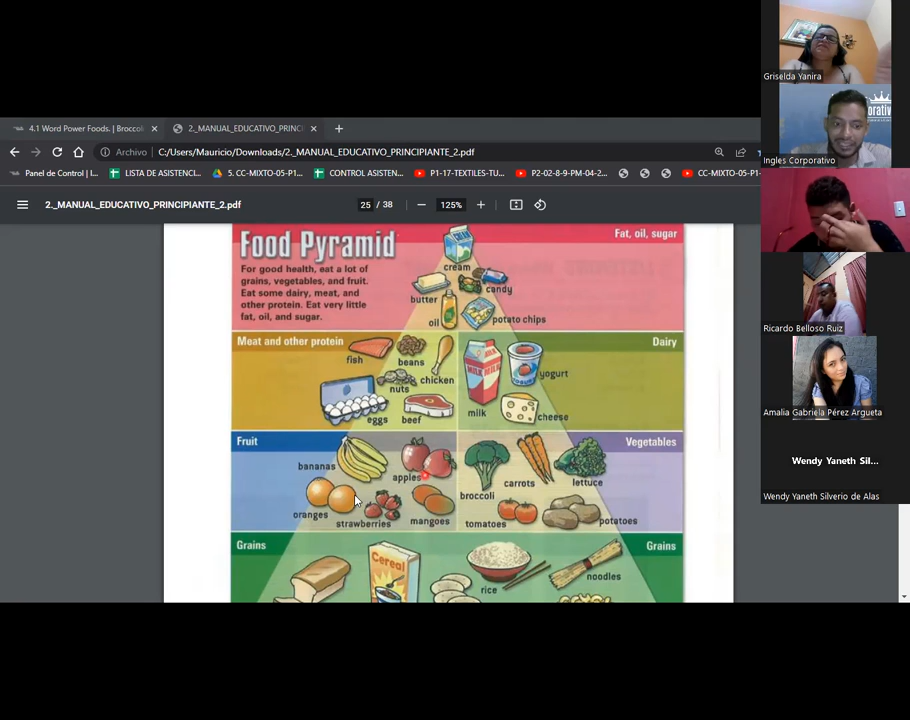 4.1 Word Power Foods. | Broccoli
2._MANUAL_EDUCATIVO_PRINCI
Archivo
C:/Users/Mauricio/Downloads/2._MANUAL_EDUCATIVO_PRINCIPIANTE_2.pdf
Panel de Control | I...
LISTA DE ASISTENCI...
5. CC-MIXTO-05-P1...
CONTROL ASISTEN...
P1-17-TEXTILES-TU...
P2-02-8-9-PM-04-2...
CC-MIXTO-05-P1-
2._MANUAL_EDUCATIVO_PRINCIPIANTE_2.pdf
25 / 38
125%
Food Pyramid
For good health, eat a lot of
grains, vegetables, and fruit.
Eat some dairy, meat, and
other protein. Eat very little
fat, oil, and sugar.
Fat, oil, sugar
CREAM
cream
butter
candy
oil
potato chips
Meat and other protein
Dairy
fish
beans
chicken
nuts
eggs
beef
MILK
milk
yogurt
cheese
Fruit
Vegetables
bananas
apples
oranges
strawberries
mangoes
broccoli
carrots
lettuce
tomatoes
potatoes
Grains
Grains
Cereal
rice
noodles
Griselda Yanira
orativ
Ingles Corporativo
Ricardo Belloso Ruiz
Amalia Gabriela Pérez Argueta
Wendy Yaneth Sil...
Wendy Yaneth Silverio de Alas